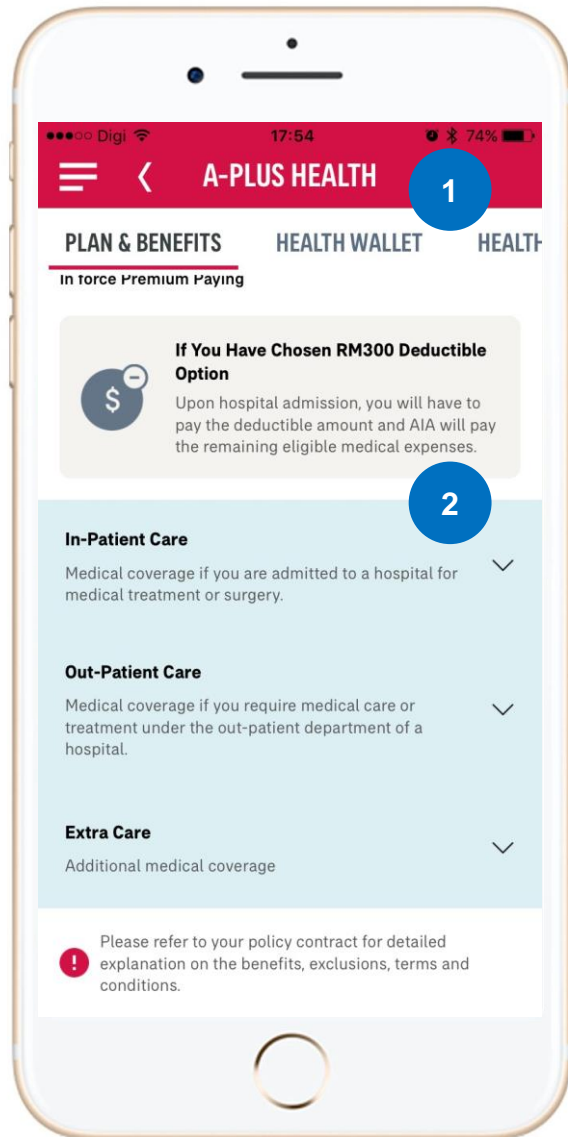 Digi 17:54 74%
A-PLUS HEALTH
1
PLAN & BENEFITS HEALTH WALLET HEALTH
In force Premium Paying
If You Have Chosen RM300 Deductible
Option
$
Upon hospital admission, you will have to
pay the deductible amount and AIA will pay
the remaining eligible medical expenses.
2
In-Patient Care
Medical coverage if you are admitted to a hospital for
medical treatment or surgery.
Out-Patient Care
Medical coverage if you require medical care or
treatment under the out-patient department of a
hospital.
Extra Care
Additional medical coverage
!
Please refer to your policy contract for detailed
explanation on the benefits, exclusions, terms and
conditions.